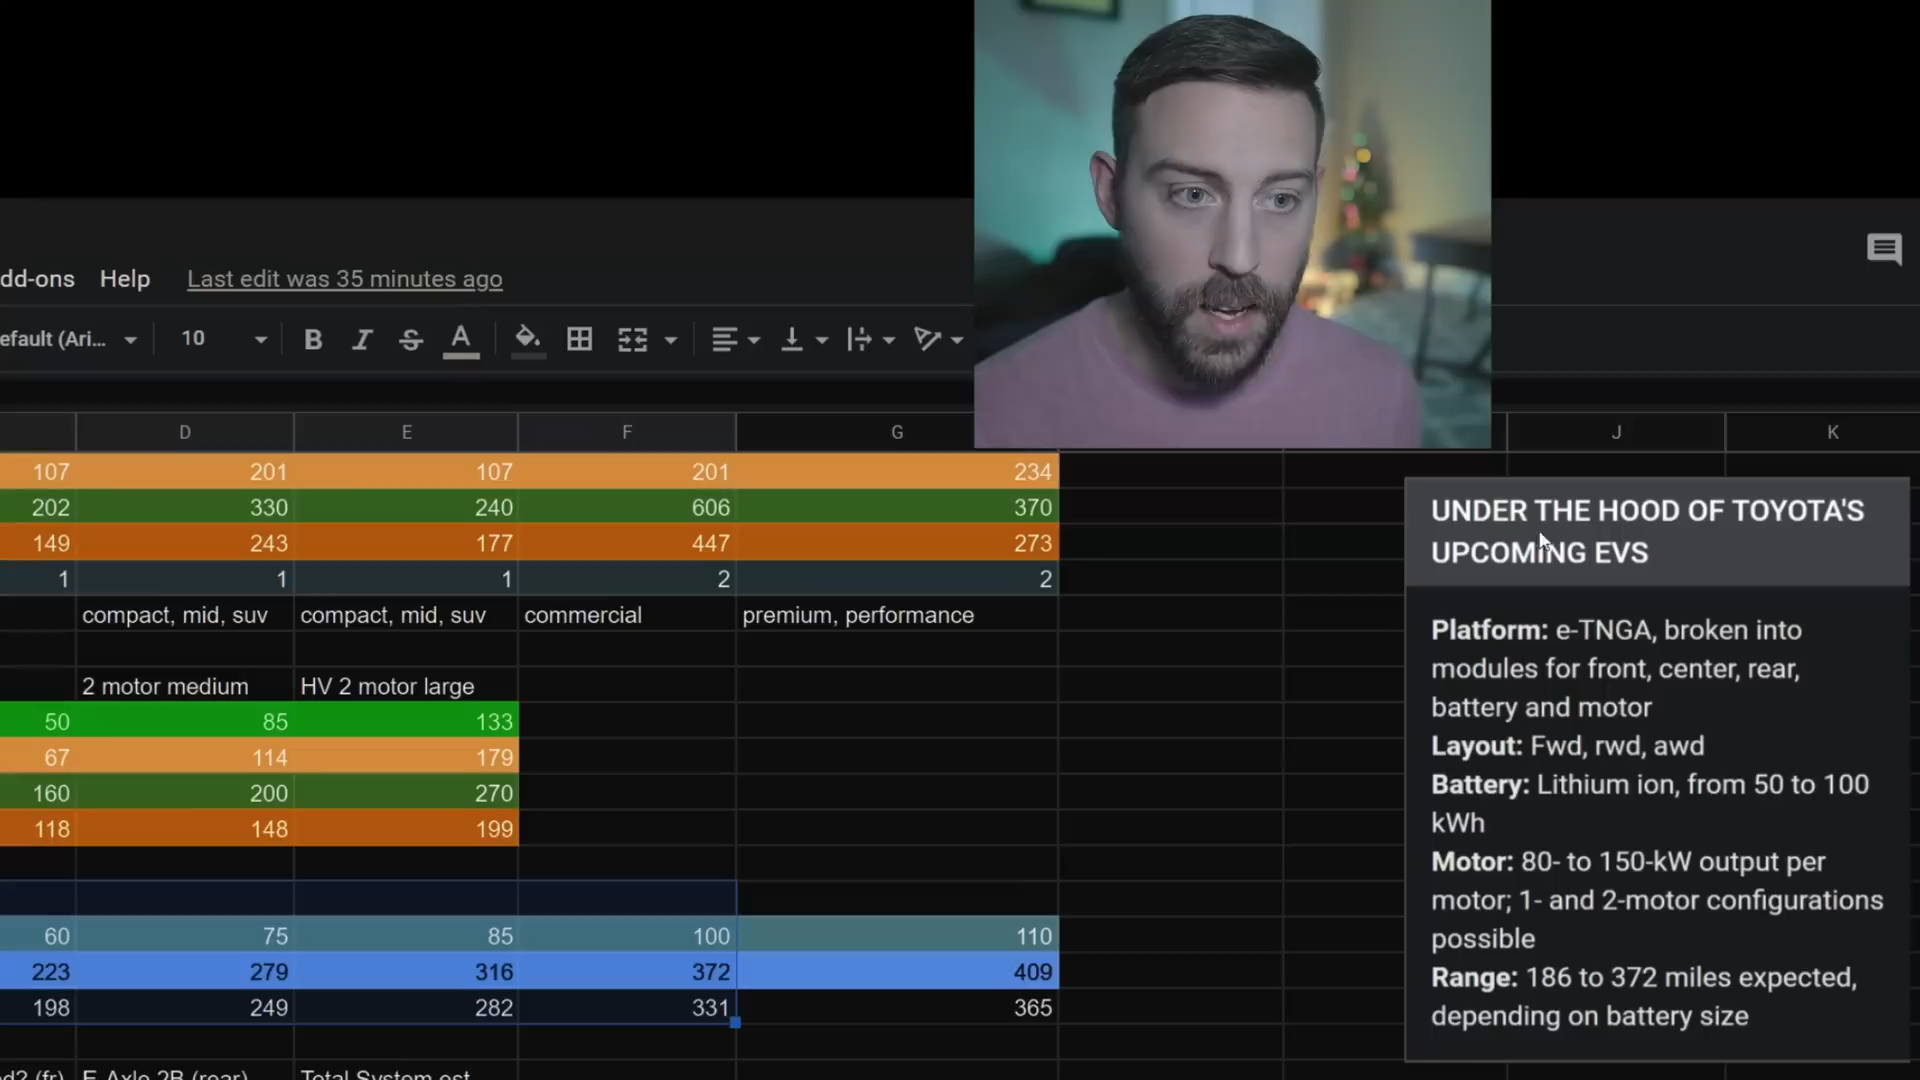 dd-ons Help Last edit was 35 minutes ago
efault (Ari... 10 B I S A
D E F G J K
107 201 107 201 234
202 330 240 606 370
149 243 177 447 273
1 1 1 2 2
compact, mid, suv compact, mid, suv commercial premium, performance
2 motor medium HV 2 motor large
50 85 133
67 114 179
160 200 270
118 148 199
60 75 85 100 110
223 279 316 372 409
198 249 282 331 365
d? (fr) E-Axle 2B (rear) Total System est
UNDER THE HOOD OF TOYOTA'S
UPCOMING EVS
Platform: e-TNGA, broken into
modules for front, center, rear,
battery and motor
Layout: Fwd, rwd, awd
Battery: Lithium ion, from 50 to 100
kWh
Motor: 80- to 150-kW output per
motor; 1- and 2-motor configurations
possible
Range: 186 to 372 miles expected,
depending on battery size